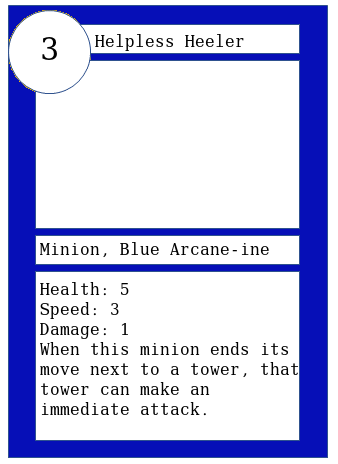 3
Helpless Heeler
Minion, Blue Arcane-ine
Health: 5
Speed: 3
Damage: 1
When this minion ends its
move next to a tower, that
tower can make an
immediate attack.